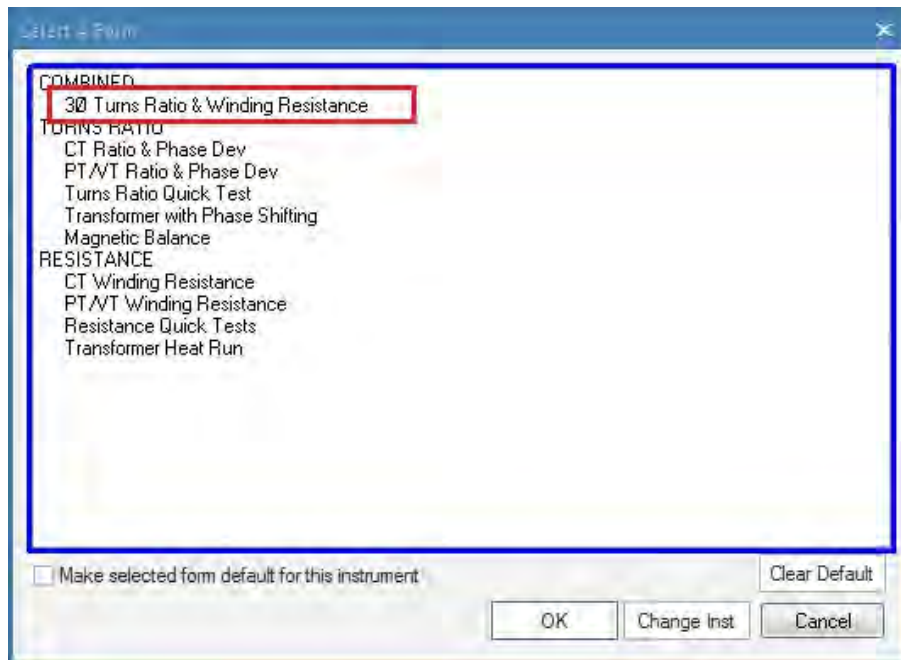 Select a Form
COMBINED
3Ø Turns Ratio & Winding Resistance
TURNS RATIO
CT Ratio & Phase Dev
PT/VT Ratio & Phase Dev
Turns Ratio Quick Test
Transformer with Phase Shifting
Magnetic Balance
RESISTANCE
CT Winding Resistance
PT/VT Winding Resistance
Resistance Quick Tests
Transformer Heat Run
Make selected form default for this instrument
Clear Default
OK
Change Inst
Cancel